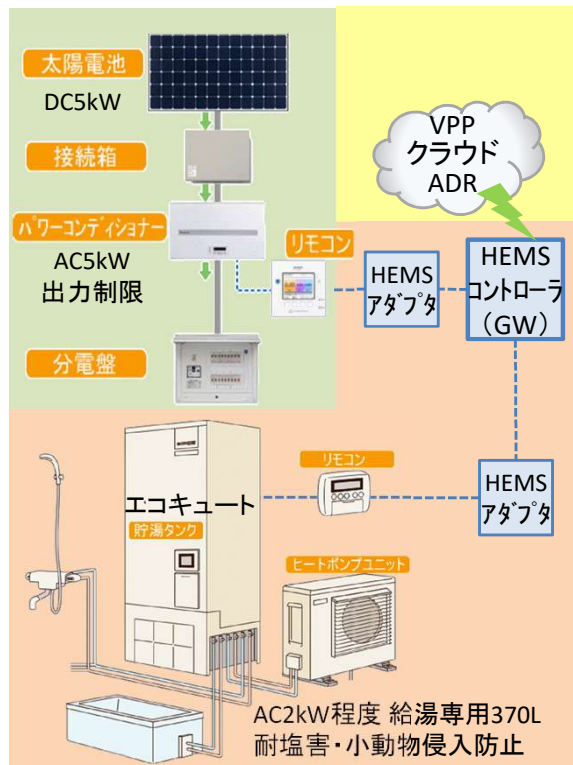 太陽電池
DC5kW
接続箱
パワーコンディショナー
AC5kW
出力制限
分電盤
リモコン
HEMS
アダプタ
VPP
クラウド
ADR
HEMS
コントローラ
（GW）
エコキュート
貯湯タンク
リモコン
HEMS
アダプタ
ヒートポンプユニット
AC2kW程度 給湯専用370L
耐塩害・小動物侵入防止